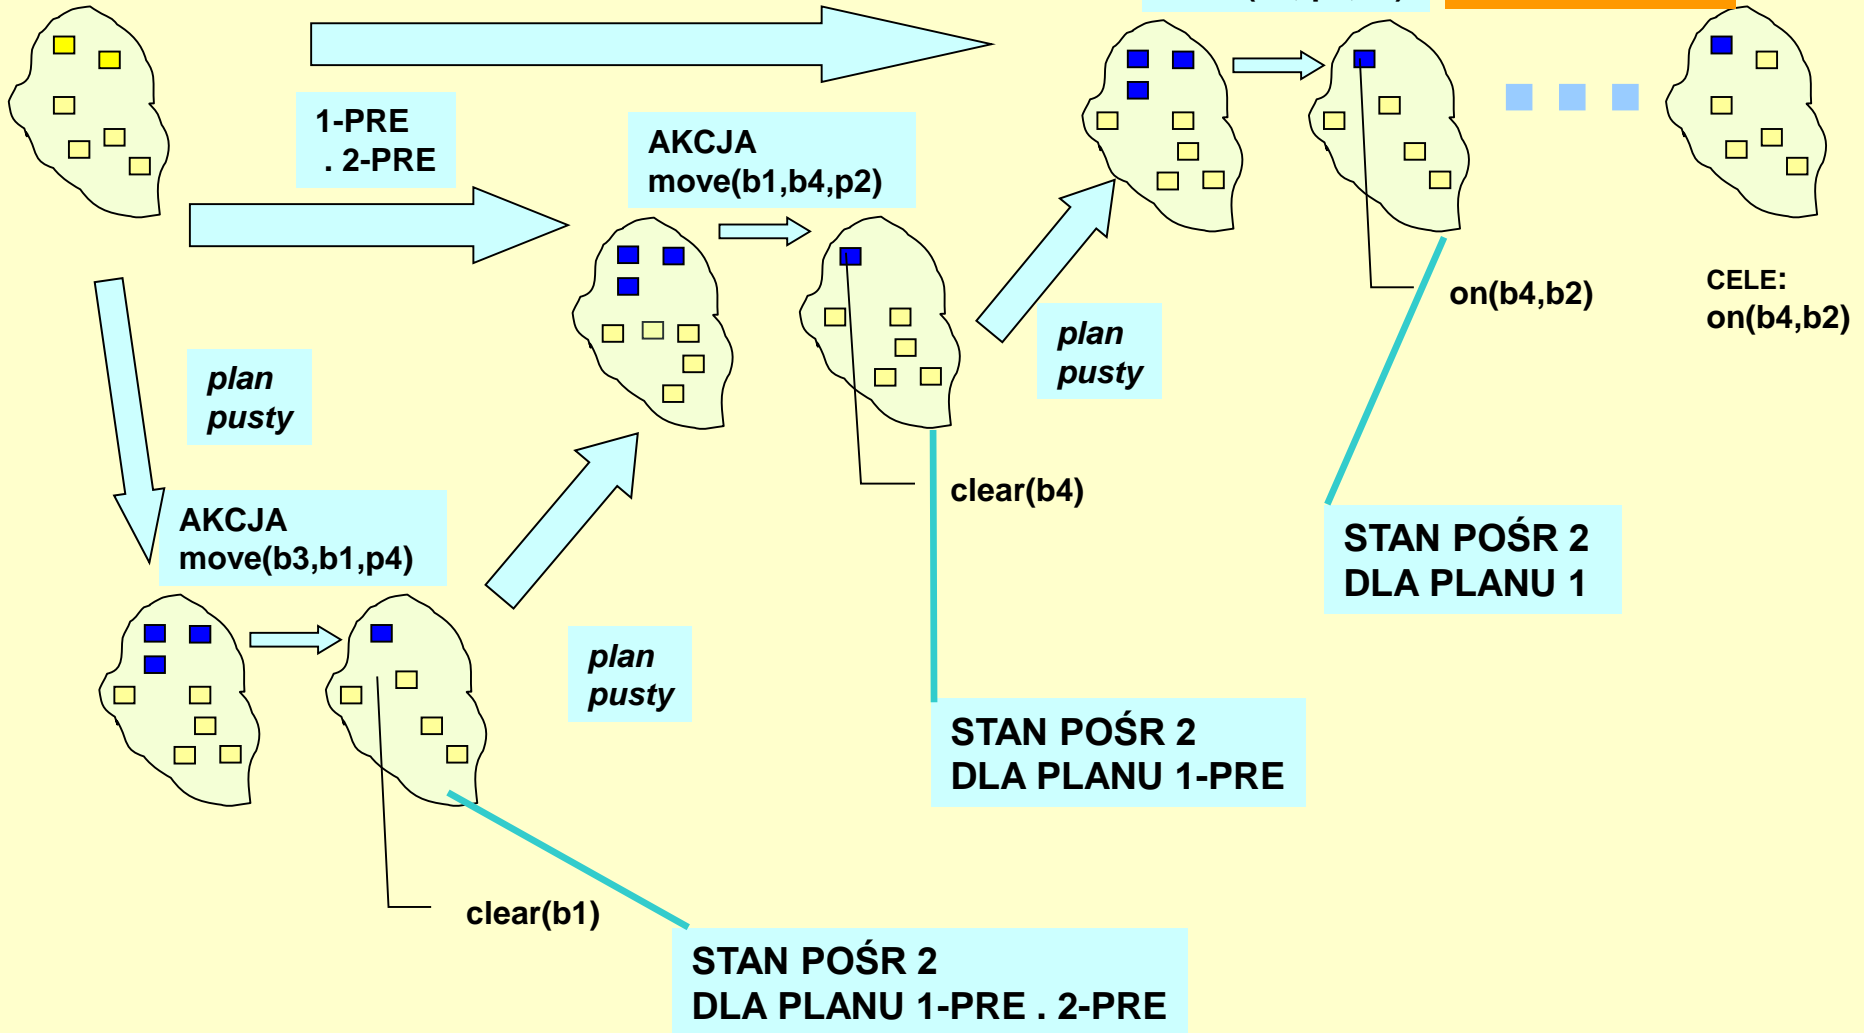 1-PRE
. 2-PRE
AKCJA
move(b1,b4,p2)
on(b4,b2)
CELE:
on(b4,b2)
plan
pusty
plan
pusty
clear(b4)
AKCJA
move(b3,b1,p4)
STAN POŚR 2
DLA PLANU 1
plan
pusty
STAN POŚR 2
DLA PLANU 1-PRE
clear(b1)
STAN POŚR 2
DLA PLANU 1-PRE . 2-PRE